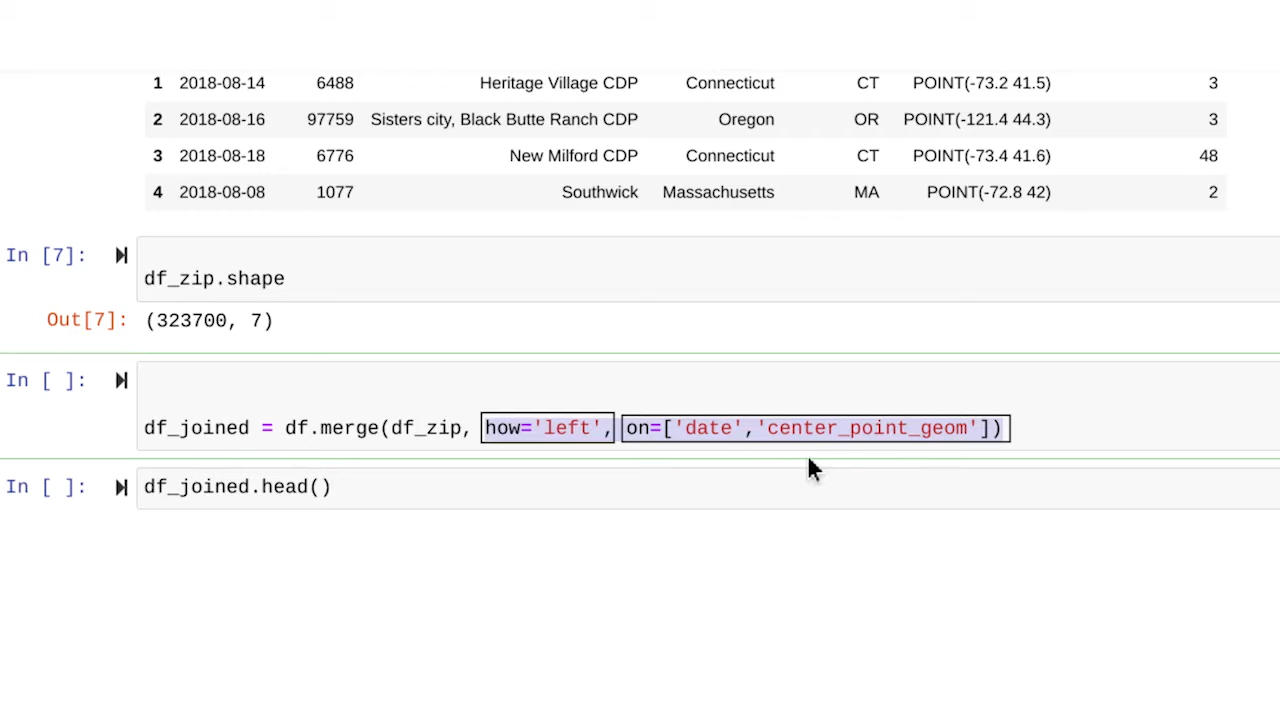 1 2018-08-14 6488 Heritage Village CDP Connecticut CT POINT(-73.2 41.5) 3
2 2018-08-16 97759 Sisters city, Black Butte Ranch CDP Oregon OR POINT(-121.4 44.3) 3
3 2018-08-18 6776 New Milford CDP Connecticut CT POINT(-73.4 41.6) 48
4 2018-08-08 1077 Southwick Massachusetts MA POINT(-72.8 42) 2
In [7]:
df_zip.shape
Out[7]: (323700, 7)
In [ ]:
df_joined = df.merge(df_zip, how='left', on=['date','center_point_geom'])
In [ ]: df_joined.head()